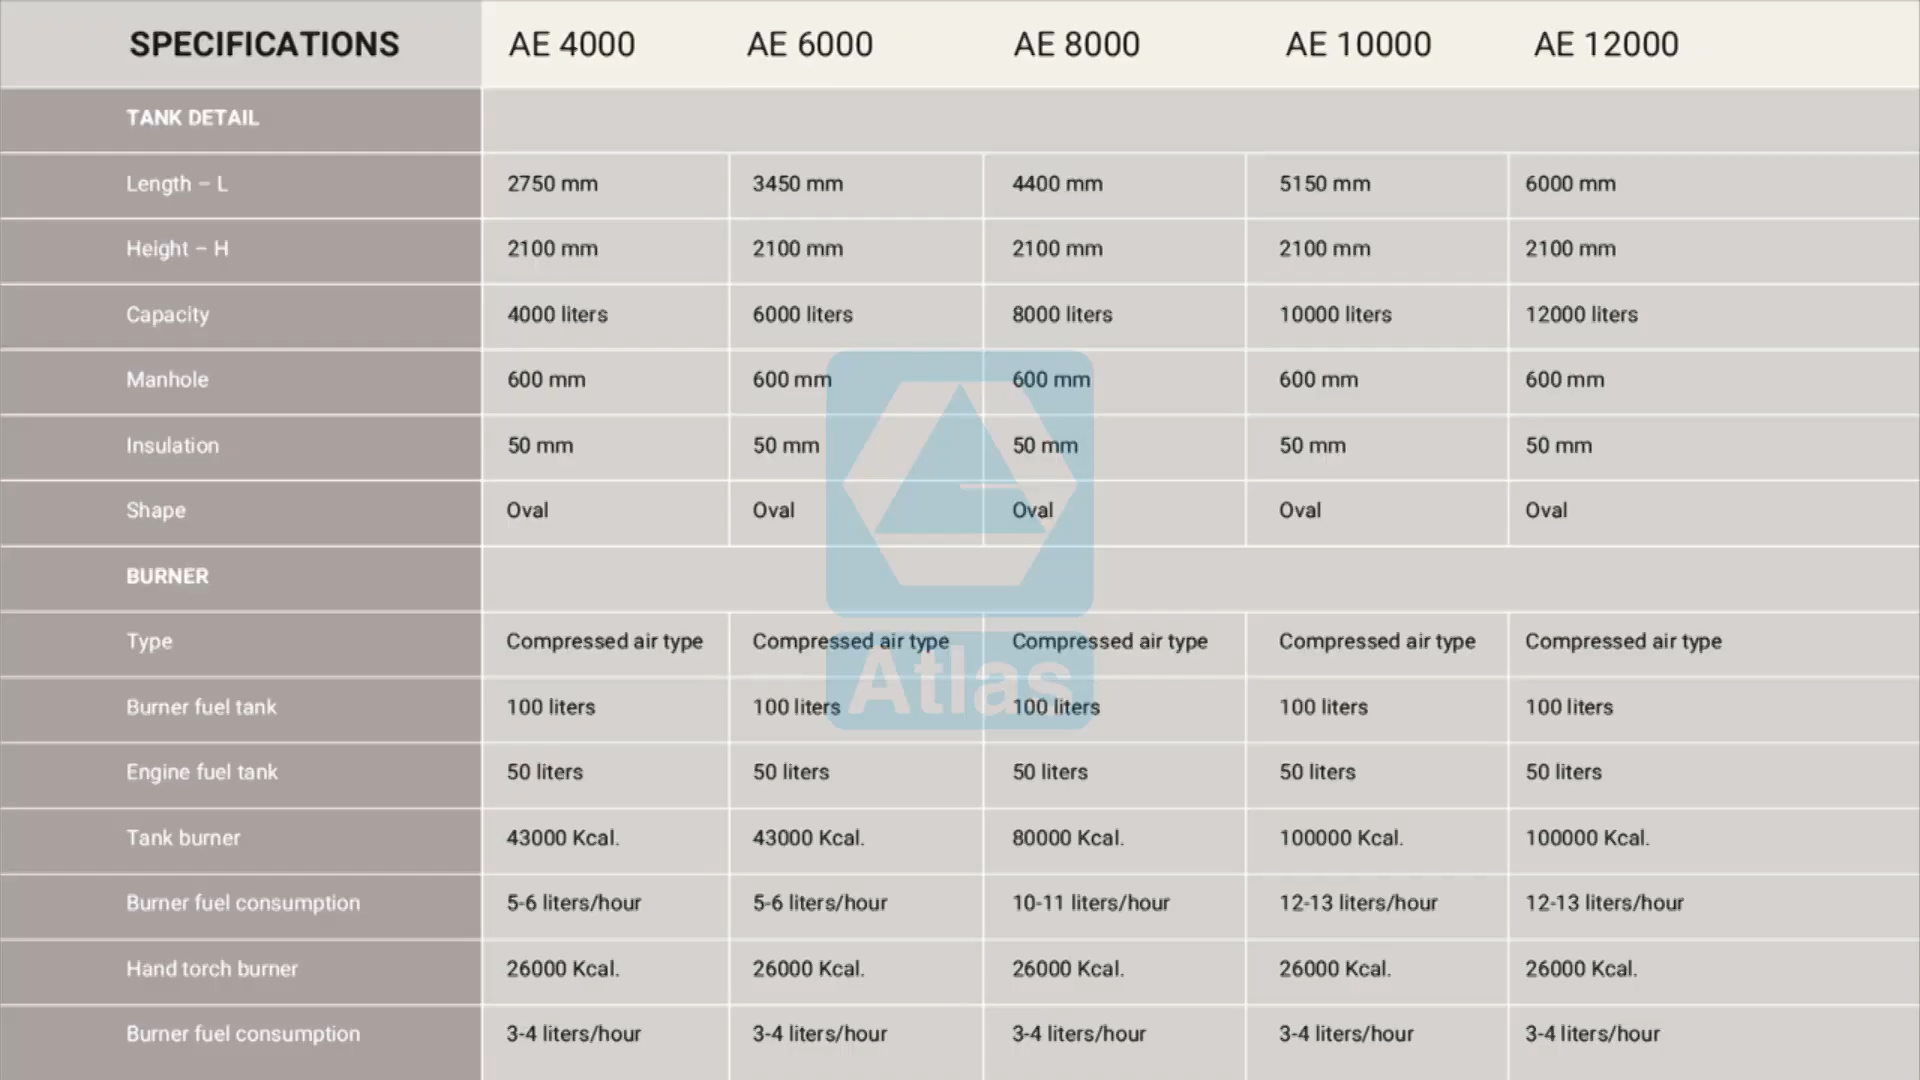 SPECIFICATIONS AE 4000 AE 6000 AE 8000 AE 10000 AE 12000
TANK DETAIL
Length – L 2750 mm 3450 mm 4400 mm 5150 mm 6000 mm
Height – H 2100 mm 2100 mm 2100 mm 2100 mm 2100 mm
Capacity 4000 liters 6000 liters 8000 liters 10000 liters 12000 liters
Manhole 600 mm 600 mm 600 mm 600 mm 600 mm
Insulation 50 mm 50 mm 50 mm 50 mm 50 mm
Shape Oval Oval Oval Oval Oval
BURNER
Type Compressed air type Compressed air type Compressed air type Compressed air type Compressed air type
Atlas
Burner fuel tank 100 liters 100 liters 100 liters 100 liters 100 liters
Engine fuel tank 50 liters 50 liters 50 liters 50 liters 50 liters
Tank burner 43000 Kcal. 43000 Kcal. 80000 Kcal. 100000 Kcal. 100000 Kcal.
Burner fuel consumption 5-6 liters/hour 5-6 liters/hour 10-11 liters/hour 12-13 liters/hour 12-13 liters/hour
Hand torch burner 26000 Kcal. 26000 Kcal. 26000 Kcal. 26000 Kcal. 26000 Kcal.
Burner fuel consumption 3-4 liters/hour 3-4 liters/hour 3-4 liters/hour 3-4 liters/hour 3-4 liters/hour